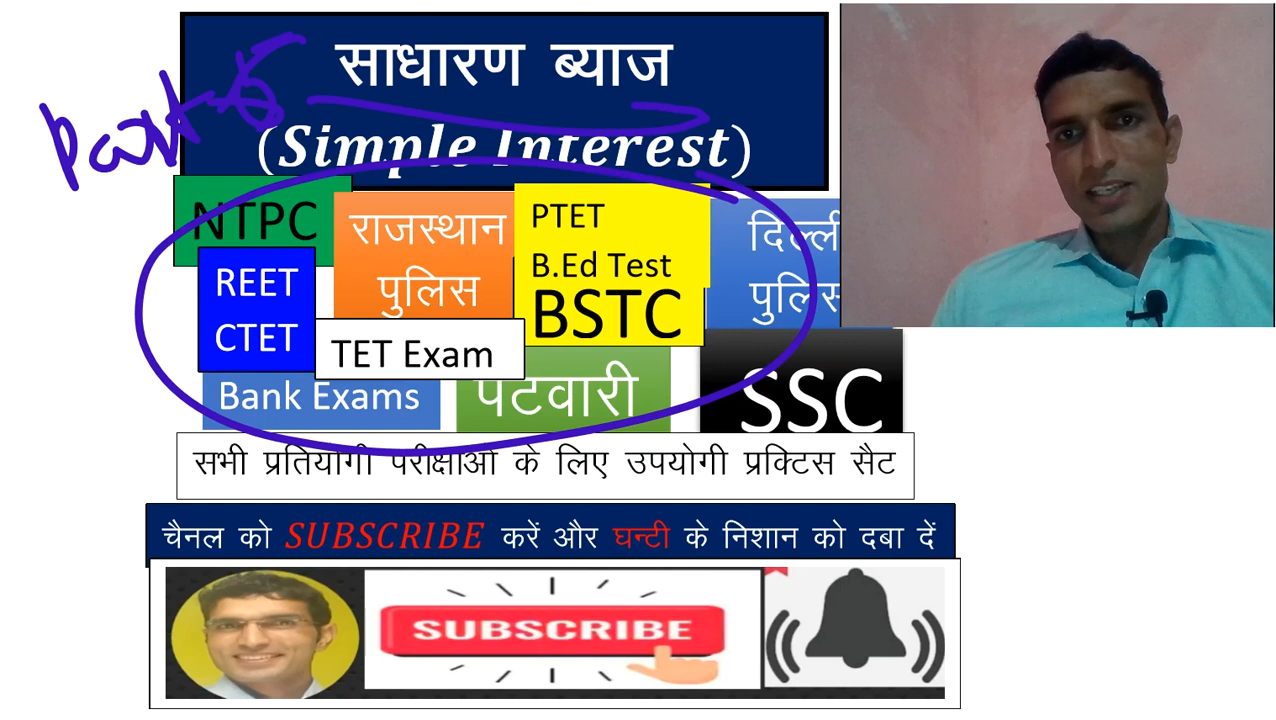 साधारण ब्याज
Part-5
(Simple Interest)
NTPC
राजस्थान
पुलिस
PTET
B.Ed Test
BSTC
दिल्ली
पुलिस
REET
CTET
TET Exam
Bank Exams
पटवारी
SSC
सभी प्रतियोगी परीक्षाओं के लिए उपयोगी प्रक्टिस सैट
चैनल को SUBSCRIBE करें और घन्टी के निशान को दबा दें
SUBSCRIBE